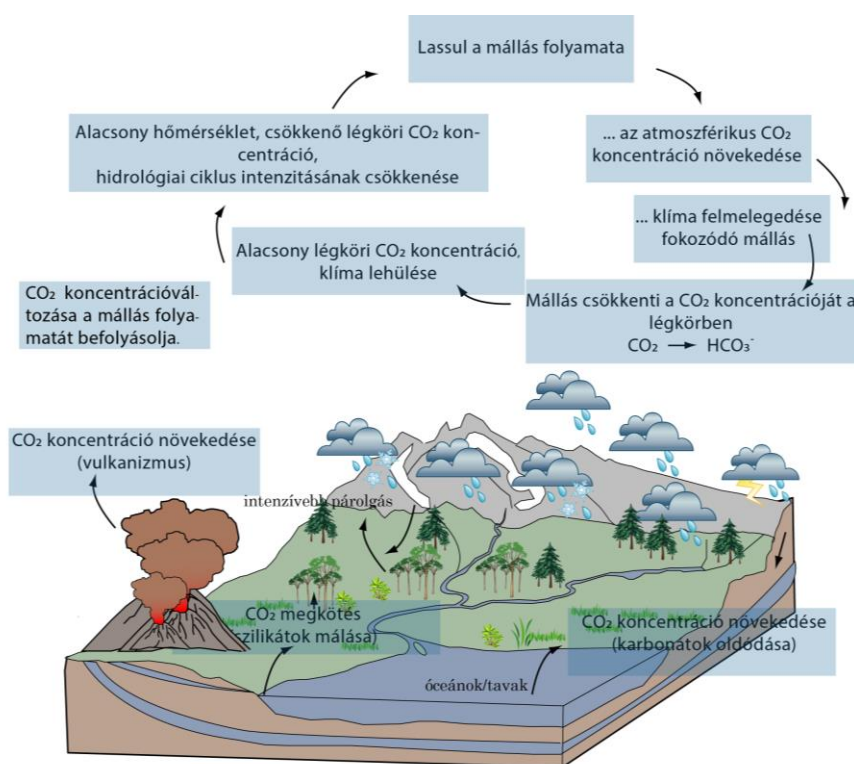 Lassul a mállás folyamata
Alacsony hőmérséklet, csökkenő légköri CO₂ kon-
centráció,
hidrológiai ciklus intenzitásának csökkenése
... az atmoszférikus CO₂
koncentráció növekedése
... klíma felmelegedése
fokozódó mállás
Alacsony légköri CO₂ koncentráció,
klíma lehülése
CO₂ koncentrációvál-
tozása a mállás folya-
matát befolyásolja.
Mállás csökkenti a CO₂ koncentrációját a
légkörben
CO₂ → HCO₃⁻
CO₂ koncentráció növekedése
(vulkanizmus)
intenzívebb párolgás
CO₂ megkötés
(szilikátok málása)
CO₂ koncentráció növekedése
(karbonátok oldódása)
óceánok/tavak